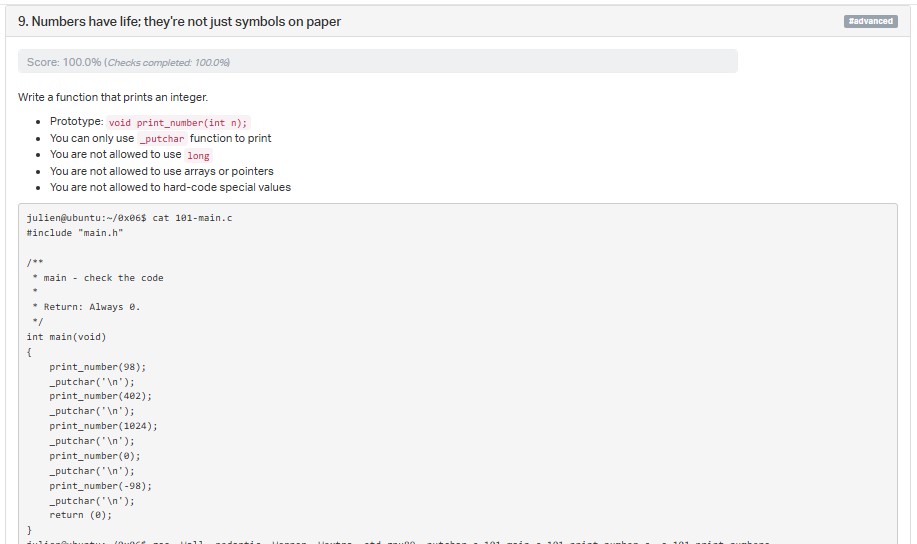 9. Numbers have life; they're not just symbols on paper
#advanced
Score: 100.0% (Checks completed: 100.0%)
Write a function that prints an integer.
• Prototype: void print_number(int n);
• You can only use _putchar function to print
• You are not allowed to use long
• You are not allowed to use arrays or pointers
• You are not allowed to hard-code special values
julien@ubuntu:~/0x06$ cat 101-main.c
#include "main.h"
/**
 * main - check the code
 *
 * Return: Always 0.
 */
int main(void)
{
    print_number(98);
    _putchar('\n');
    print_number(402);
    _putchar('\n');
    print_number(1024);
    _putchar('\n');
    print_number(0);
    _putchar('\n');
    print_number(-98);
    _putchar('\n');
    return (0);
}